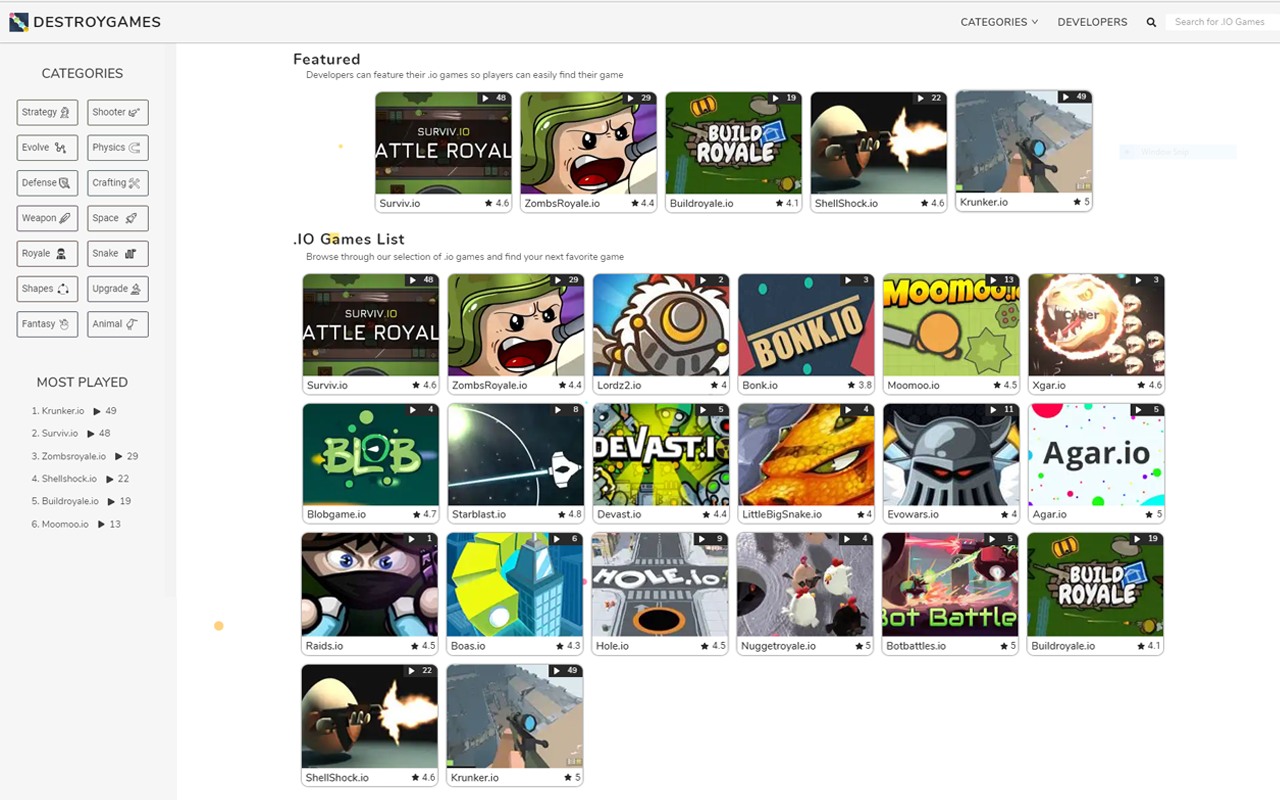 DESTROYGAMES
CATEGORIES DEVELOPERS Search for .IO Games
CATEGORIES
Strategy Shooter
Evolve Physics
Defense Crafting
Weapon Space
Royale Snake
Shapes Upgrade
Fantasy Animal
MOST PLAYED
1. Krunker.io 49
2. Surviv.io 48
3. Zombsroyale.io 29
4. Shellshock.io 22
5. Buildroyale.io 19
6. Moomoo.io 13
Featured
Developers can feature their .io games so players can easily find their game
48 29 19 22 49
SURVIV.IO
ATTLE ROYAL
BUILD
ROYALE
Surviv.io 4.6 ZombsRoyale.io 4.4 Buildroyale.io 4.1 ShellShock.io 4.6 Krunker.io 5
Window Snip
.IO Games List
Browse through our selection of .io games and find your next favorite game
48 29 2 3 13 3
SURVIV.IO
ATTLE ROYAL
BONK.IO
MOOMOO.io
Cyber
Surviv.io 4.6 ZombsRoyale.io 4.4 Lordz2.io 4 Bonk.io 3.8 Moomoo.io 4.5 Xgar.io 4.6
4 8 5 4 11 5
BLOB
DEVAST.I
Agar.io
Blobgame.io 4.7 Starblast.io 4.8 Devast.io 4.4 LittleBigSnake.io 4 Evowars.io 4 Agar.io 5
1 6 9 4 5 19
HOLE.io
Bot Battle
BUILD
ROYALE
Raids.io 4.5 Boas.io 4.3 Hole.io 4.5 Nuggetroyale.io 5 Botbattles.io 5 Buildroyale.io 4.1
22 49
ShellShock.io 4.6 Krunker.io 5